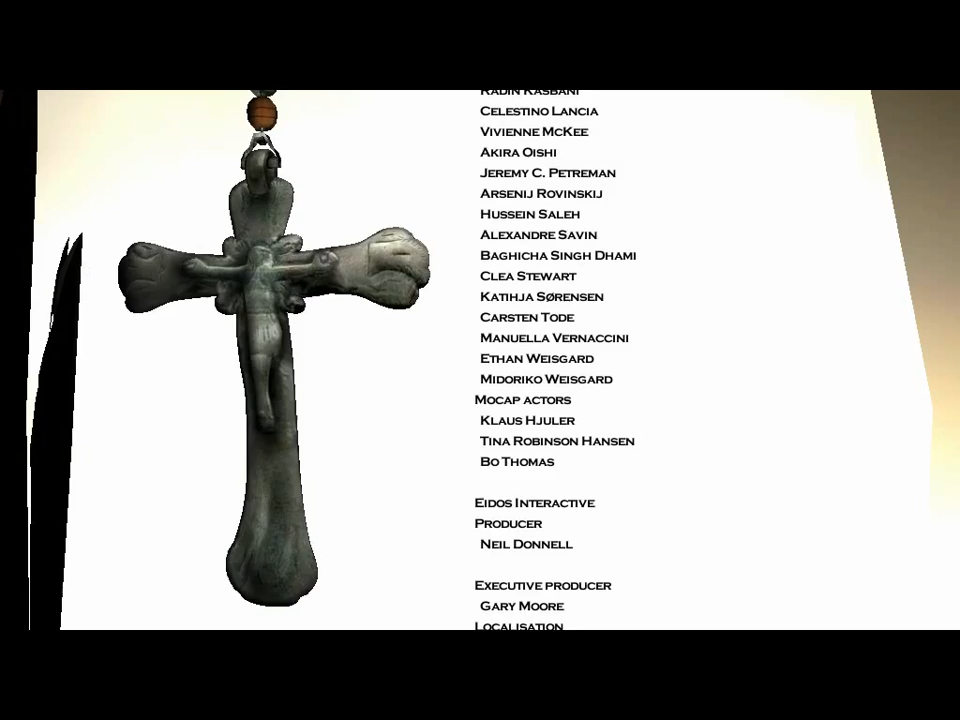 Radin Kasbani
Celestino Lancia
Vivienne McKee
Akira Oishi
Jeremy C. Petreman
Arsenij Rovinskij
Hussein Saleh
Alexandre Savin
Baghicha Singh Dhami
Clea Stewart
Katihja Sørensen
Carsten Tode
Manuella Vernaccini
Ethan Weisgard
Midoriko Weisgard
Mocap actors
Klaus Hjuler
Tina Robinson Hansen
Bo Thomas
Eidos Interactive
Producer
Neil Donnell
Executive producer
Gary Moore
Localisation